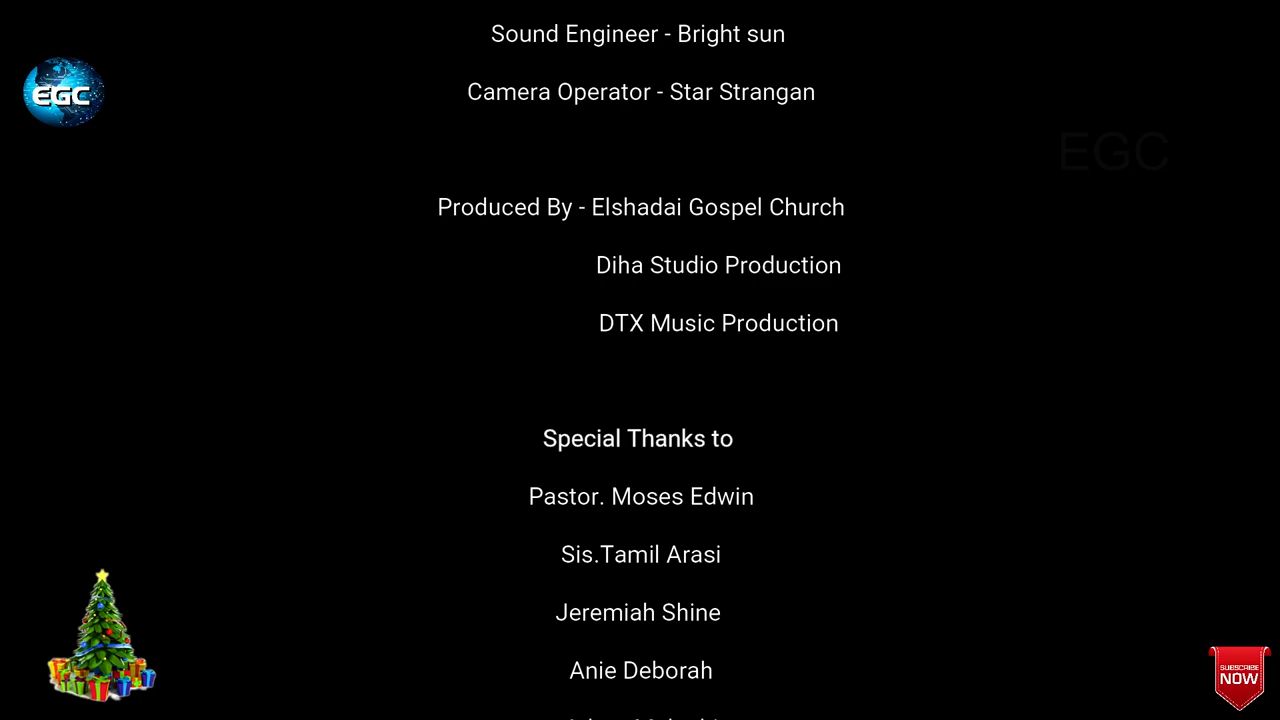 Sound Engineer - Bright sun
EGC
Camera Operator - Star Strangan
EGC
Produced By - Elshadai Gospel Church
Diha Studio Production
DTX Music Production
Special Thanks to
Pastor. Moses Edwin
Sis.Tamil Arasi
Jeremiah Shine
Anie Deborah
SUBSCRIBE
NOW